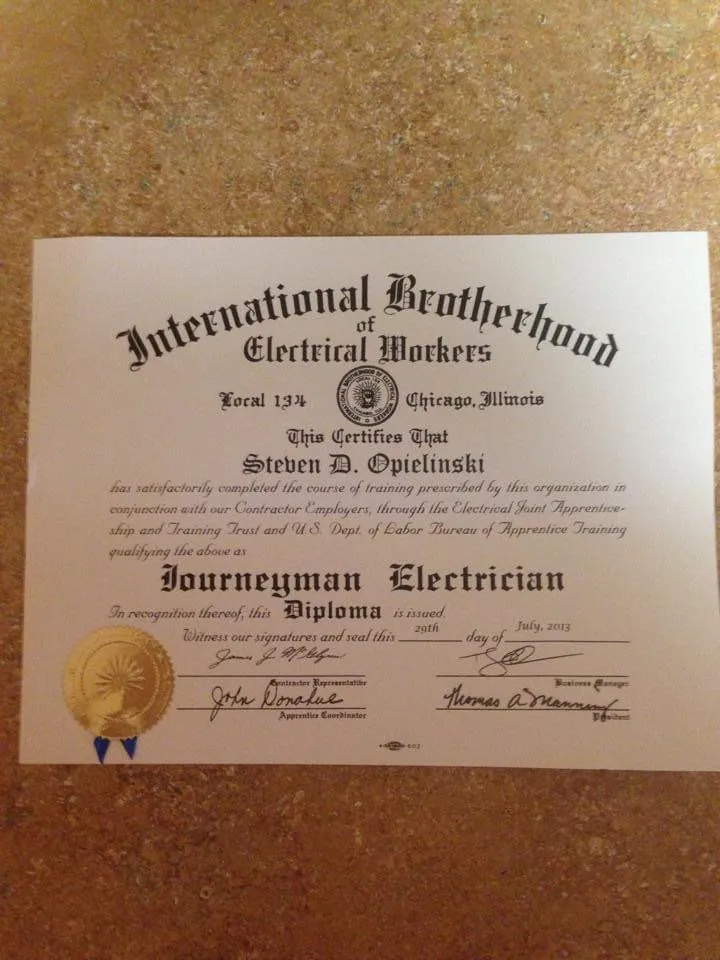 International Brotherhood
of
Electrical Workers
Local 134 Chicago, Illinois
This Certifies That
Steven D. Opielinski
has satisfactorily completed the course of training prescribed by this organization in
conjunction with our Contractor Employers, through the Electrical Joint Apprentice-
ship and Training Trust and U.S. Dept. of Labor Bureau of Apprentice Training
qualifying the above as
Journeyman Electrician
In recognition thereof, this Diploma is issued.
Witness our signatures and seal this 29th day of July, 2013
James J.
Contractor Representative Business Manager
John Donahue Thomas A Manning
Apprentice Coordinator President